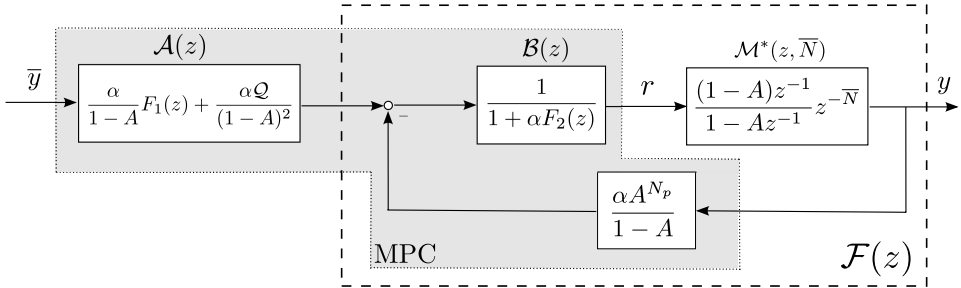 𝒜(z)
ℬ(z)
ℳ*(z, N̅)
y̅
α/(1 − A) F₁(z) + α𝒬/(1 − A)²
−
1/(1 + αF₂(z))
r
(1 − A)z⁻¹/(1 − Az⁻¹) z^{−N̅}
y
αA^{N_p}/(1 − A)
MPC
ℱ(z)